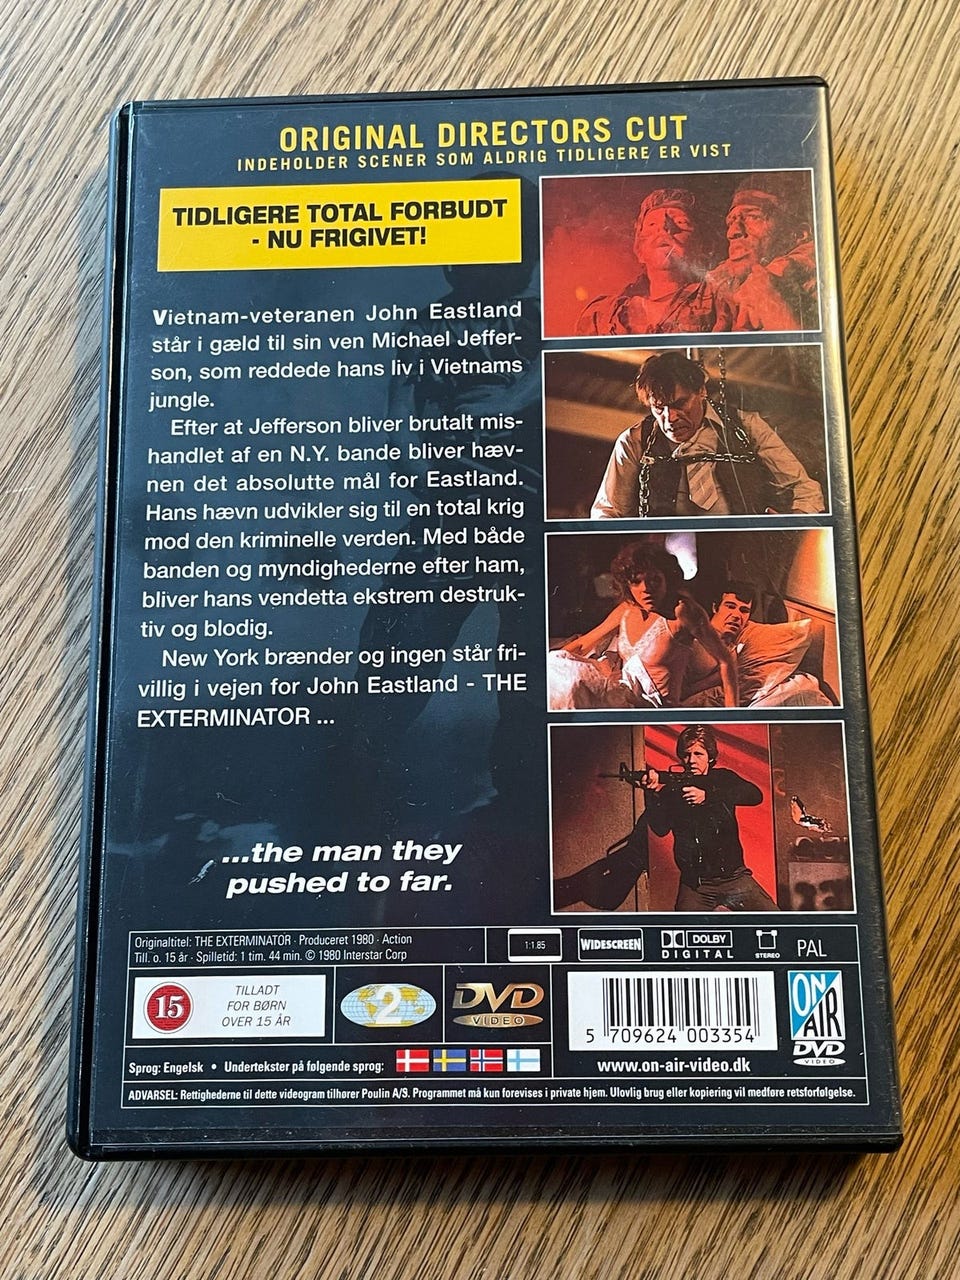 ORIGINAL DIRECTORS CUT
INDEHOLDER SCENER SOM ALDRIG TIDLIGERE ER VIST
TIDLIGERE TOTAL FORBUDT
- NU FRIGIVET!
Vietnam-veteranen John Eastland
står i gæld til sin ven Michael Jeffer-
son, som reddede hans liv i Vietnams
jungle.
Efter at Jefferson bliver brutalt mis-
handlet af en N.Y. bande bliver hæv-
nen det absolutte mål for Eastland.
Hans hævn udvikler sig til en total krig
mod den kriminelle verden. Med både
banden og myndighederne efter ham,
bliver hans vendetta ekstrem destruk-
tiv og blodig.
New York brænder og ingen står fri-
villig i vejen for John Eastland - THE
EXTERMINATOR ...
...the man they
pushed to far.
Originaltitel: THE EXTERMINATOR · Produceret 1980 · Action
Till. o. 15 år · Spilletid: 1 tim. 44 min. © 1980 Interstar Corp
1:1.85
WIDESCREEN
DOLBY
DIGITAL
STEREO
PAL
15
TILLADT
FOR BØRN
OVER 15 ÅR
2
DVD
VIDEO
5 709624 003354
www.on-air-video.dk
ON
AIR
DVD
VIDEO
Sprog: Engelsk • Undertekster på følgende sprog:
ADVARSEL: Rettighederne til dette videogram tilhører Poulin A/S. Programmet må kun forevises i private hjem. Ulovlig brug eller kopiering vil medføre retsforfølgelse.